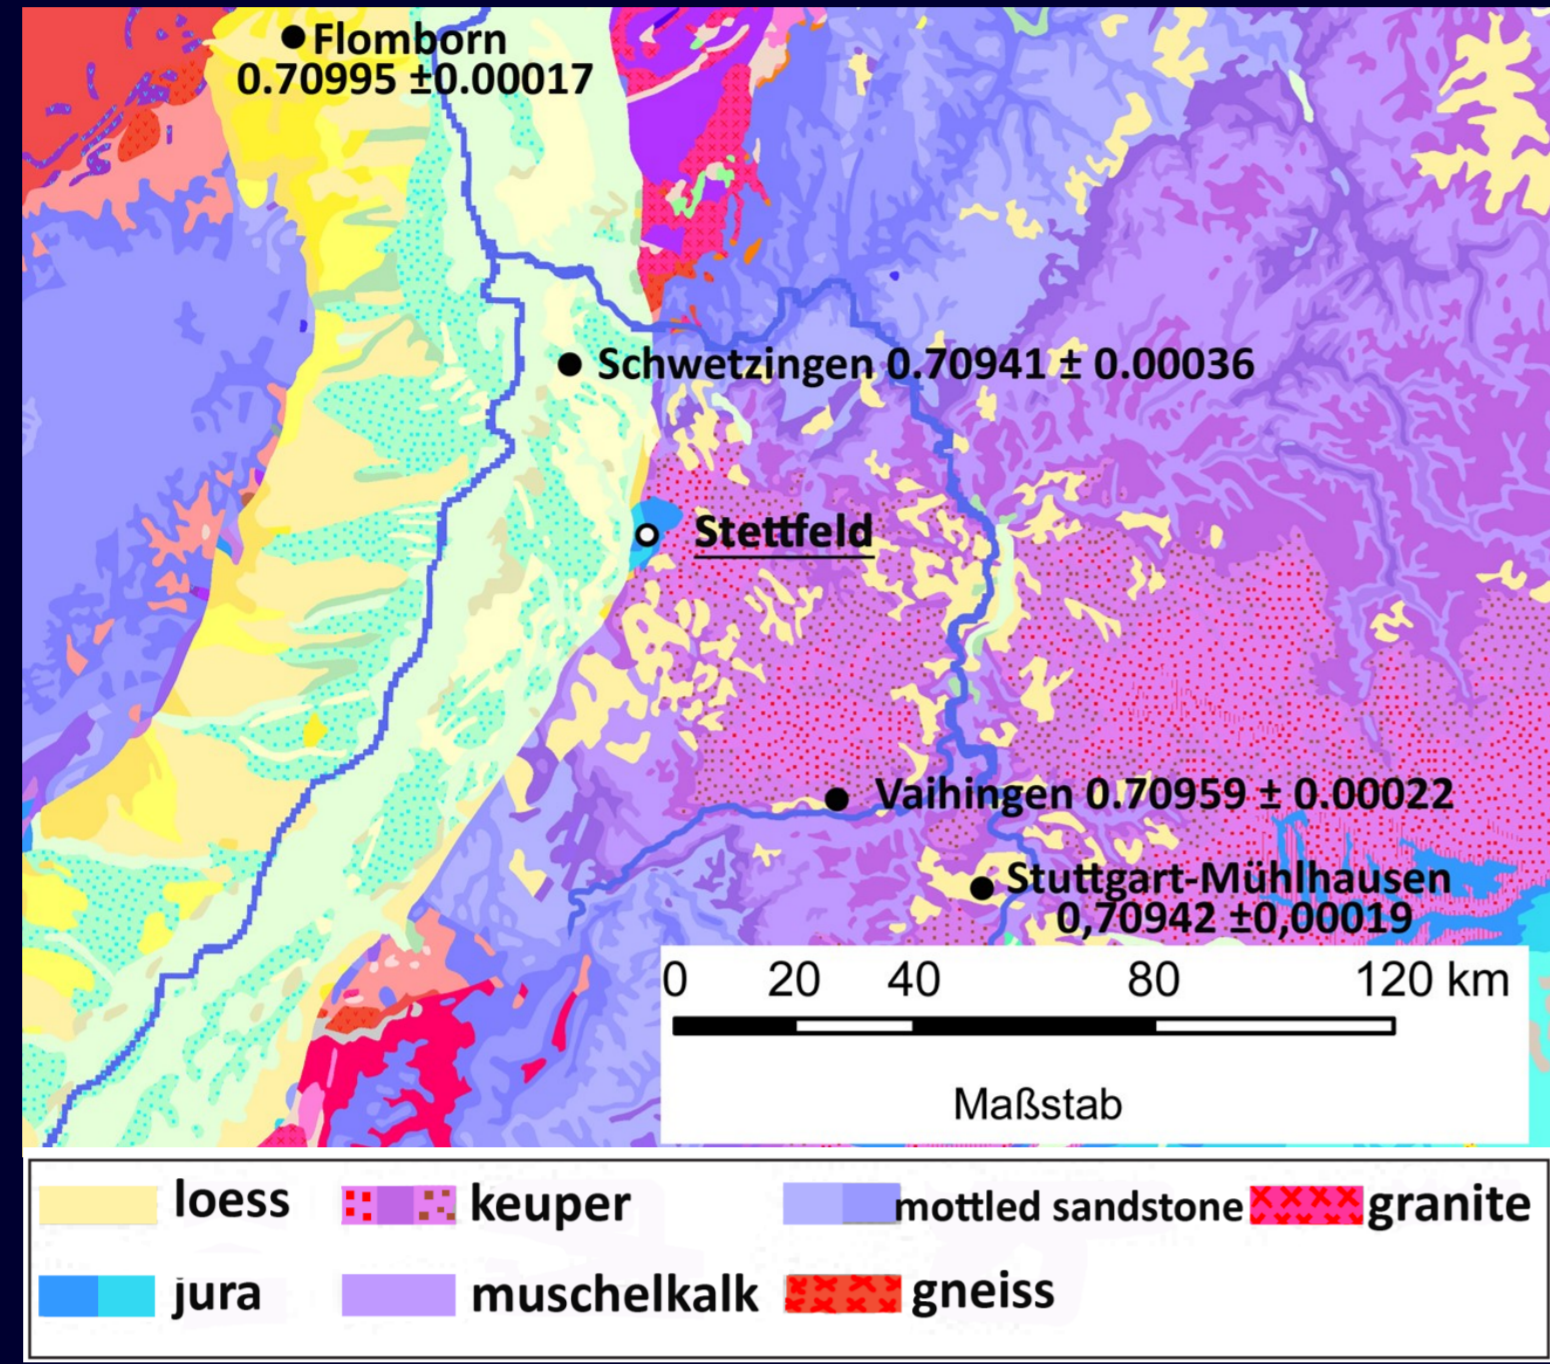 Flomborn
0.70995 ±0.00017
Schwetzingen 0.70941 ± 0.00036
Stettfeld
Vaihingen 0.70959 ± 0.00022
Stuttgart-Mühlhausen
0,70942 ±0,00019
0 20 40 80 120 km
Maßstab
loess keuper mottled sandstone granite
jura muschelkalk gneiss